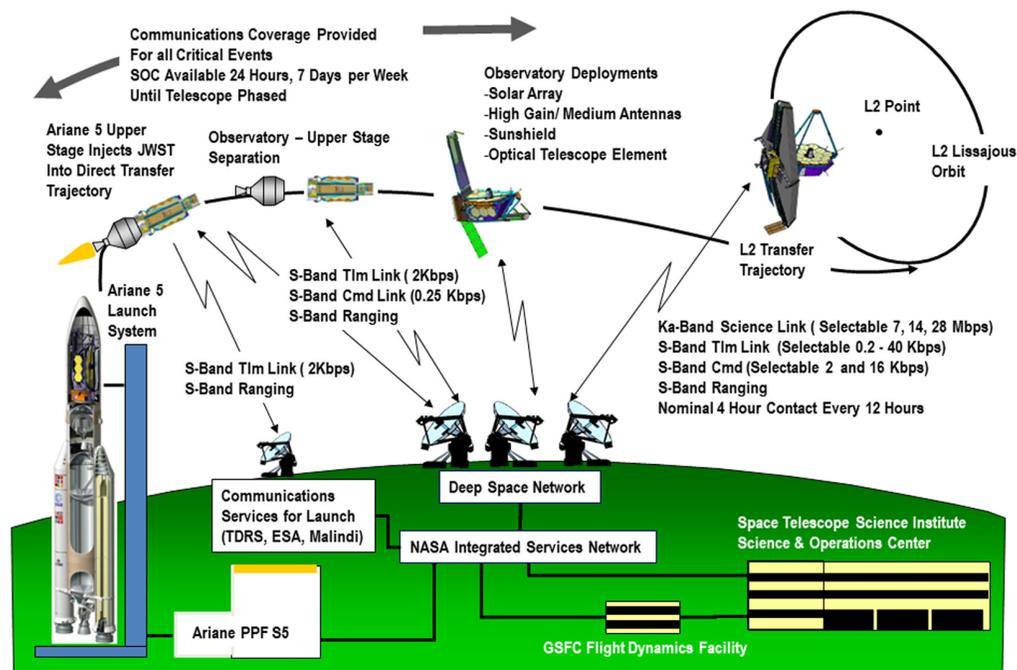 Communications Coverage Provided
For all Critical Events
SOC Available 24 Hours, 7 Days per Week
Until Telescope Phased
Ariane 5 Upper
Stage Injects JWST
Into Direct Transfer
Trajectory
Observatory – Upper Stage
Separation
Observatory Deployments
-Solar Array
-High Gain/ Medium Antennas
-Sunshield
-Optical Telescope Element
L2 Point
L2 Lissajous
Orbit
L2 Transfer
Trajectory
Ariane 5
Launch
System
S-Band Tlm Link ( 2Kbps)
S-Band Cmd Link (0.25 Kbps)
S-Band Ranging
S-Band Tlm Link ( 2Kbps)
S-Band Ranging
Ka-Band Science Link ( Selectable 7, 14, 28 Mbps)
S-Band Tlm Link (Selectable 0.2 - 40 Kbps)
S-Band Cmd (Selectable 2 and 16 Kbps)
S-Band Ranging
Nominal 4 Hour Contact Every 12 Hours
Communications
Services for Launch
(TDRS, ESA, Malindi)
Deep Space Network
NASA Integrated Services Network
Space Telescope Science Institute
Science & Operations Center
Ariane PPF S5
GSFC Flight Dynamics Facility